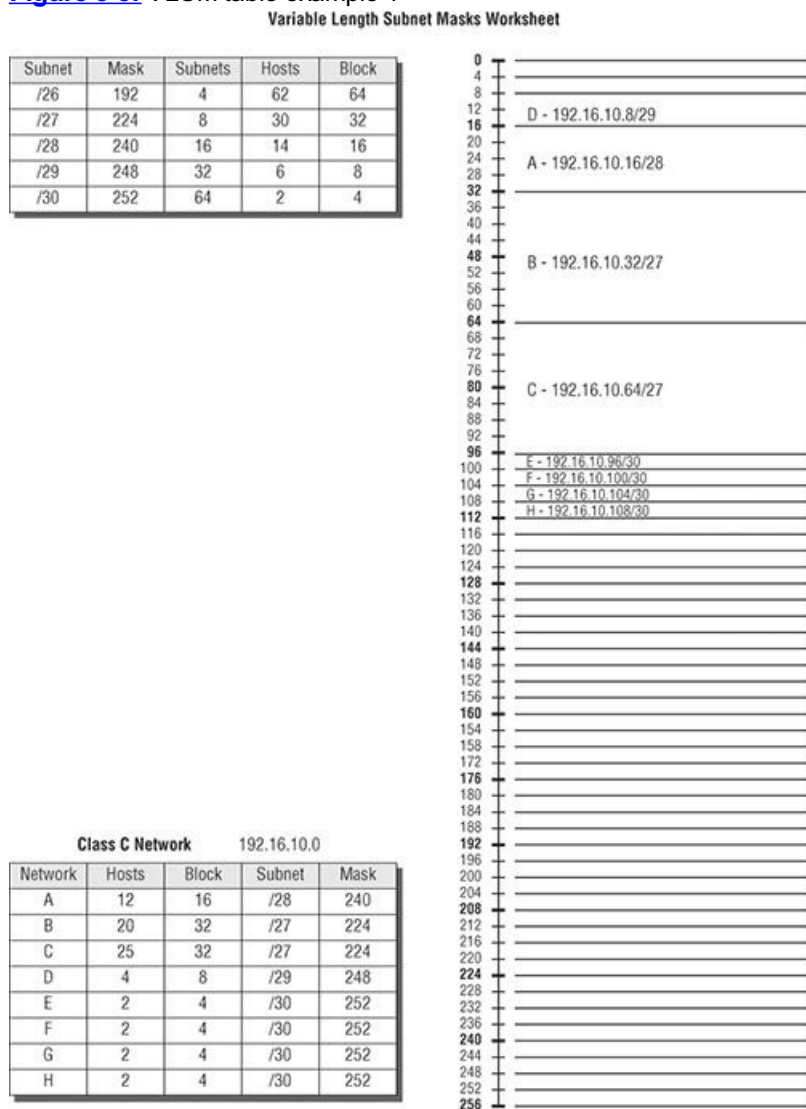 Figure VLSM table example
Variable Length Subnet Masks Worksheet
Subnet Mask Subnets Hosts Block
/26 192 4 62 64
/27 224 8 30 32
/28 240 16 14 16
/29 248 32 6 8
/30 252 64 2 4
Class C Network 192.16.10.0
Network Hosts Block Subnet Mask
A 12 16 /28 240
B 20 32 /27 224
C 25 32 /27 224
D 4 8 /29 248
E 2 4 /30 252
F 2 4 /30 252
G 2 4 /30 252
H 2 4 /30 252
0
4
8
12 D - 192.16.10.8/29
16
20
24 A - 192.16.10.16/28
28
32
36
40
44
48 B - 192.16.10.32/27
52
56
60
64
68
72
76
80 C - 192.16.10.64/27
84
88
92
96 E - 192.16.10.96/30
100 F - 192.16.10.100/30
104 G - 192.16.10.104/30
108 H - 192.16.10.108/30
112
116
120
124
128
132
136
140
144
148
152
156
160
154
158
172
176
180
184
188
192
196
200
204
208
212
216
220
224
228
232
236
240
244
248
252
256